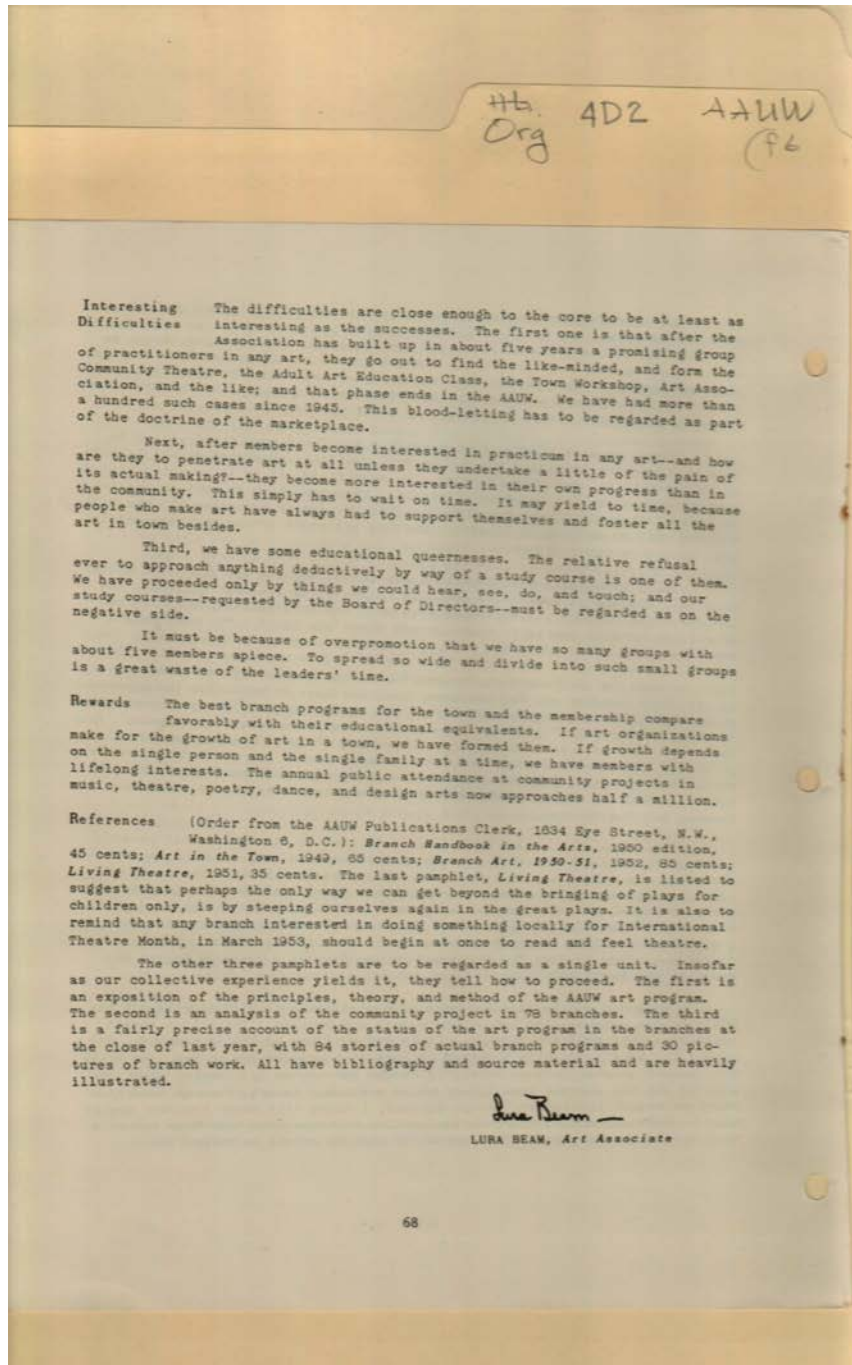 Hb.
Org 4D2 AAUW
Interesting The difficulties are close enough to the core to be at least as
Difficulties interesting as the successes. The first one is that after the
Association has built up in about five years a promising group
of practitioners in any art, they go out to find the like-minded, and form the
Community Theatre, the Adult Art Education Class, the Town Workshop, Art Asso-
ciation, and the like; and that phase ends in the AAUW. We have had more than
a hundred such cases since 1945. This blood-letting has to be regarded as part
of the doctrine of the marketplace.
Next, after members become interested in practicum in any art--and how
are they to penetrate art at all unless they undertake a little of the pain of
its actual making?--they become more interested in their own progress than in
the community. This simply has to wait on time. It may yield to time, because
people who make art have always had to support themselves and foster all the
art in town besides.
Third, we have some educational queernesses. The relative refusal
ever to approach anything deductively by way of a study course is one of them.
We have proceeded only by things we could hear, see, do, and touch; and our
study courses--requested by the Board of Directors--must be regarded as on the
negative side.
It must be because of overpromotion that we have so many groups with
about five members apiece. To spread so wide and divide into such small groups
is a great waste of the leaders' time.
Rewards The best branch programs for the town and the membership compare
favorably with their educational equivalents. If art organizations
make for the growth of art in a town, we have formed them. If growth depends
on the single person and the single family at a time, we have members with
lifelong interests. The annual public attendance at community projects in
music, theatre, poetry, dance, and design arts now approaches half a million.
References (Order from the AAUW Publications Clerk, 1634 Eye Street, N.W.,
Washington 6, D.C.): Branch Handbook in the Arts, 1950 edition,
45 cents; Art in the Town, 1949, 65 cents; Branch Art, 1950-51, 1952, 85 cents;
Living Theatre, 1951, 35 cents. The last pamphlet, Living Theatre, is listed to
suggest that perhaps the only way we can get beyond the bringing of plays for
children only, is by steeping ourselves again in the great plays. It is also to
remind that any branch interested in doing something locally for International
Theatre Month, in March 1953, should begin at once to read and feel theatre.
The other three pamphlets are to be regarded as a single unit. Insofar
as our collective experience yields it, they tell how to proceed. The first is
an exposition of the principles, theory, and method of the AAUW art program.
The second is an analysis of the community project in 78 branches. The third
is a fairly precise account of the status of the art program in the branches at
the close of last year, with 84 stories of actual branch programs and 30 pic-
tures of branch work. All have bibliography and source material and are heavily
illustrated.
Lura Beam
LURA BEAM, Art Associate
68